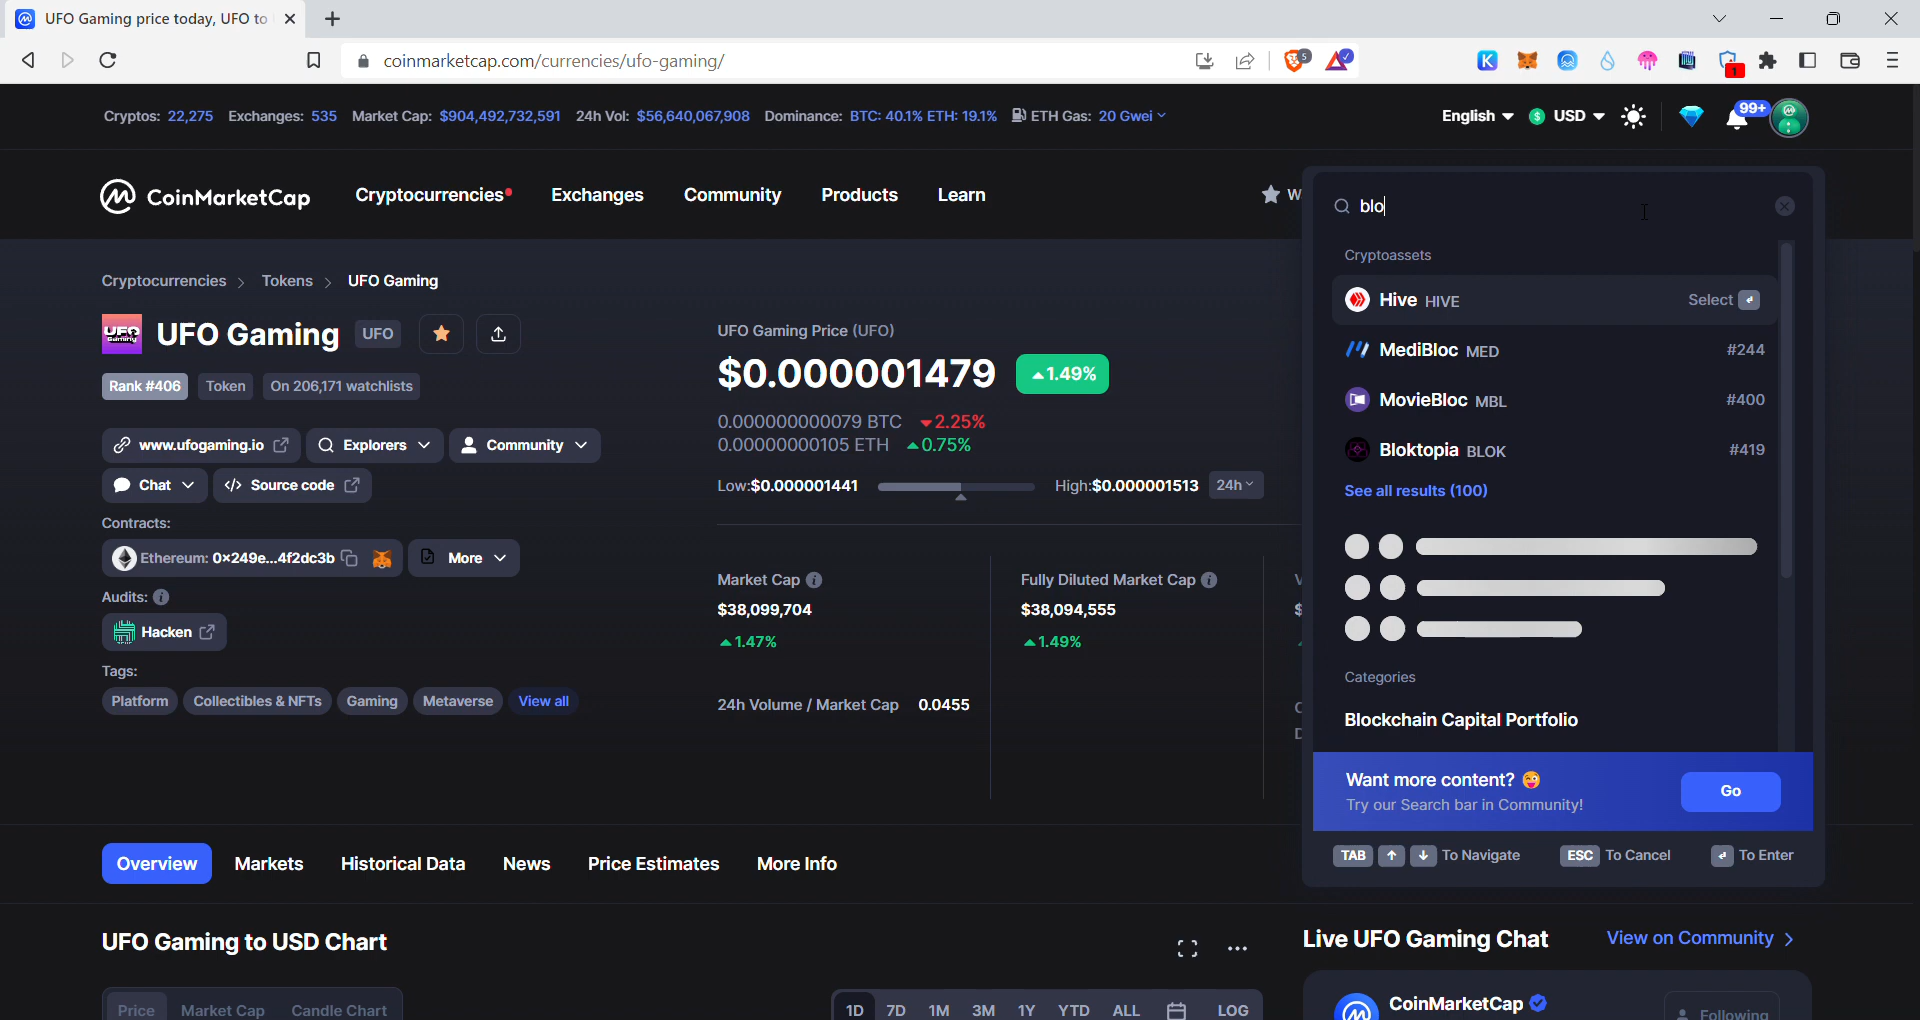 UFO Gaming price today, UFO to
coinmarketcap.com/currencies/ufo-gaming/
5
1
Cryptos: 22,275 Exchanges: 535 Market Cap: $904,492,732,591 24h Vol: $56,640,067,908 Dominance: BTC: 40.1% ETH: 19.1% ETH Gas: 20 Gwei
English $ USD 99+
CoinMarketCap Cryptocurrencies Exchanges Community Products Learn W
blo
Cryptoassets
Hive HIVE Select
MediBloc MED #244
MovieBloc MBL #400
Bloktopia BLOK #419
See all results (100)
Categories
Blockchain Capital Portfolio
Want more content? 😜
Try our Search bar in Community!
Go
TAB ↑ ↓ To Navigate ESC To Cancel To Enter
Cryptocurrencies > Tokens > UFO Gaming
UFO Gaming
UFO Gaming UFO
Rank #406 Token On 206,171 watchlists
www.ufogaming.io Explorers Community
Chat </> Source code
Contracts:
Ethereum: 0x249e...4f2dc3b More
Audits:
Hacken
Tags:
Platform Collectibles & NFTs Gaming Metaverse View all
UFO Gaming Price (UFO)
$0.000001479 1.49%
0.000000000079 BTC 2.25%
0.00000000105 ETH 0.75%
Low:$0.000001441 High:$0.000001513 24h
Market Cap
$38,099,704
1.47%
24h Volume / Market Cap 0.0455
Fully Diluted Market Cap
$38,094,555
1.49%
Overview Markets Historical Data News Price Estimates More Info
UFO Gaming to USD Chart
Price Market Cap Candle Chart
1D 7D 1M 3M 1Y YTD ALL LOG
Live UFO Gaming Chat View on Community >
CoinMarketCap
Following